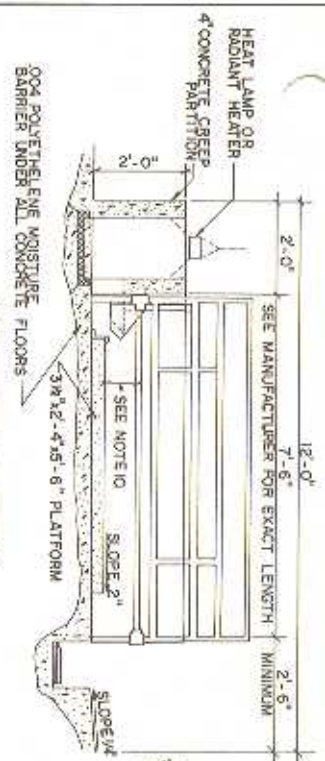 12'-0"
2'-0"
7'-6"
2'-6"
SEE MANUFACTURER FOR EXACT LENGTH
MINIMUM
HEAT LAMP OR
RADIANT HEATER
4" CONCRETE CREEP
PARTITION
2'-0"
SEE NOTE 10
SLOPE 2"
SLOPE 1/4"
3½"x2'-4"x5'-6" PLATFORM
.004 POLYETHELENE MOISTURE
BARRIER UNDER ALL CONCRETE FLOORS